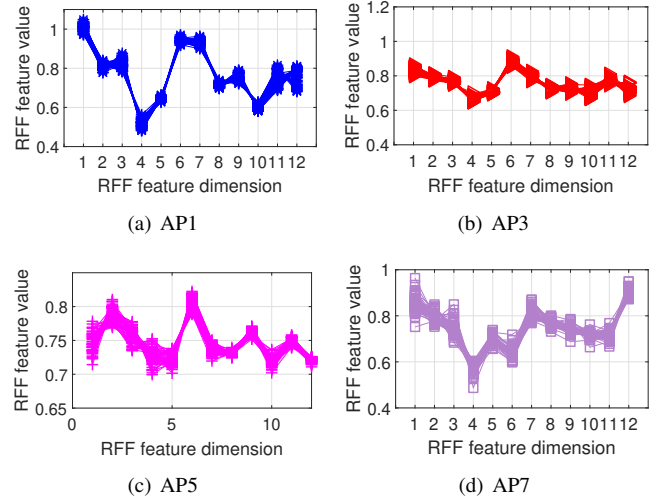 RFF feature value
1
0.8
0.6
0.4
1 2 3 4 5 6 7 8 9 10 11 12
RFF feature dimension
(a) AP1
RFF feature value
1.2
1
0.8
0.6
0.4
1 2 3 4 5 6 7 8 9 10 11 12
RFF feature dimension
(b) AP3
RFF feature value
0.8
0.75
0.7
0.65
0 5 10
RFF feature dimension
(c) AP5
RFF feature value
1
0.8
0.6
0.4
1 2 3 4 5 6 7 8 9 10 11 12
RFF feature dimension
(d) AP7